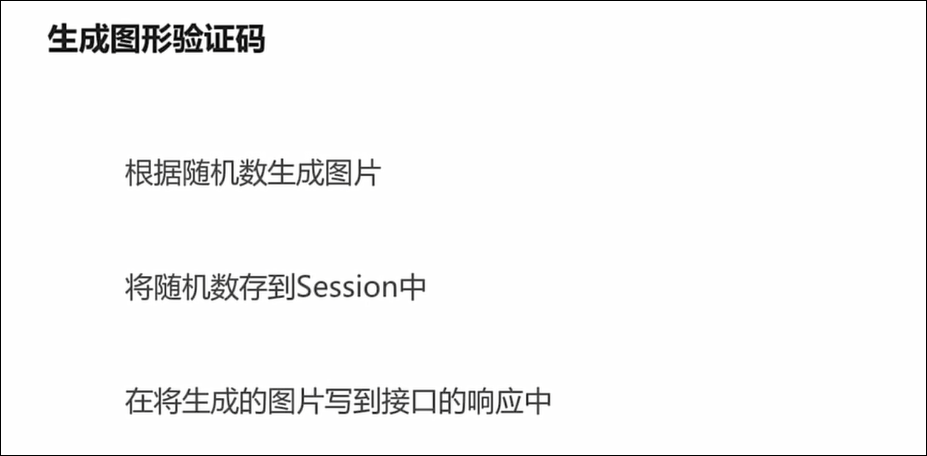 生成图形验证码
根据随机数生成图片
将随机数存到Session中
在将生成的图片写到接口的响应中